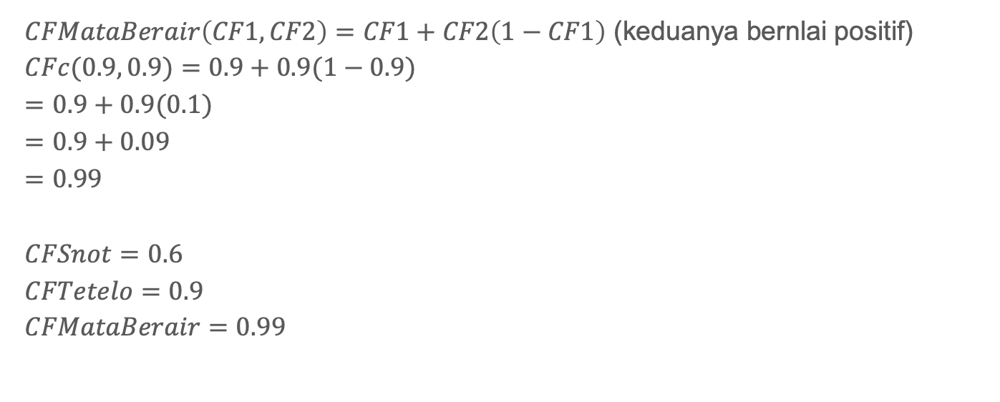 CFMataBerair(CF1, CF2) = CF1 + CF2(1 − CF1) (keduanya bernlai positif)
CFc(0.9, 0.9) = 0.9 + 0.9(1 − 0.9)
= 0.9 + 0.9(0.1)
= 0.9 + 0.09
= 0.99
CFSnot = 0.6
CFTetelo = 0.9
CFMataBerair = 0.99